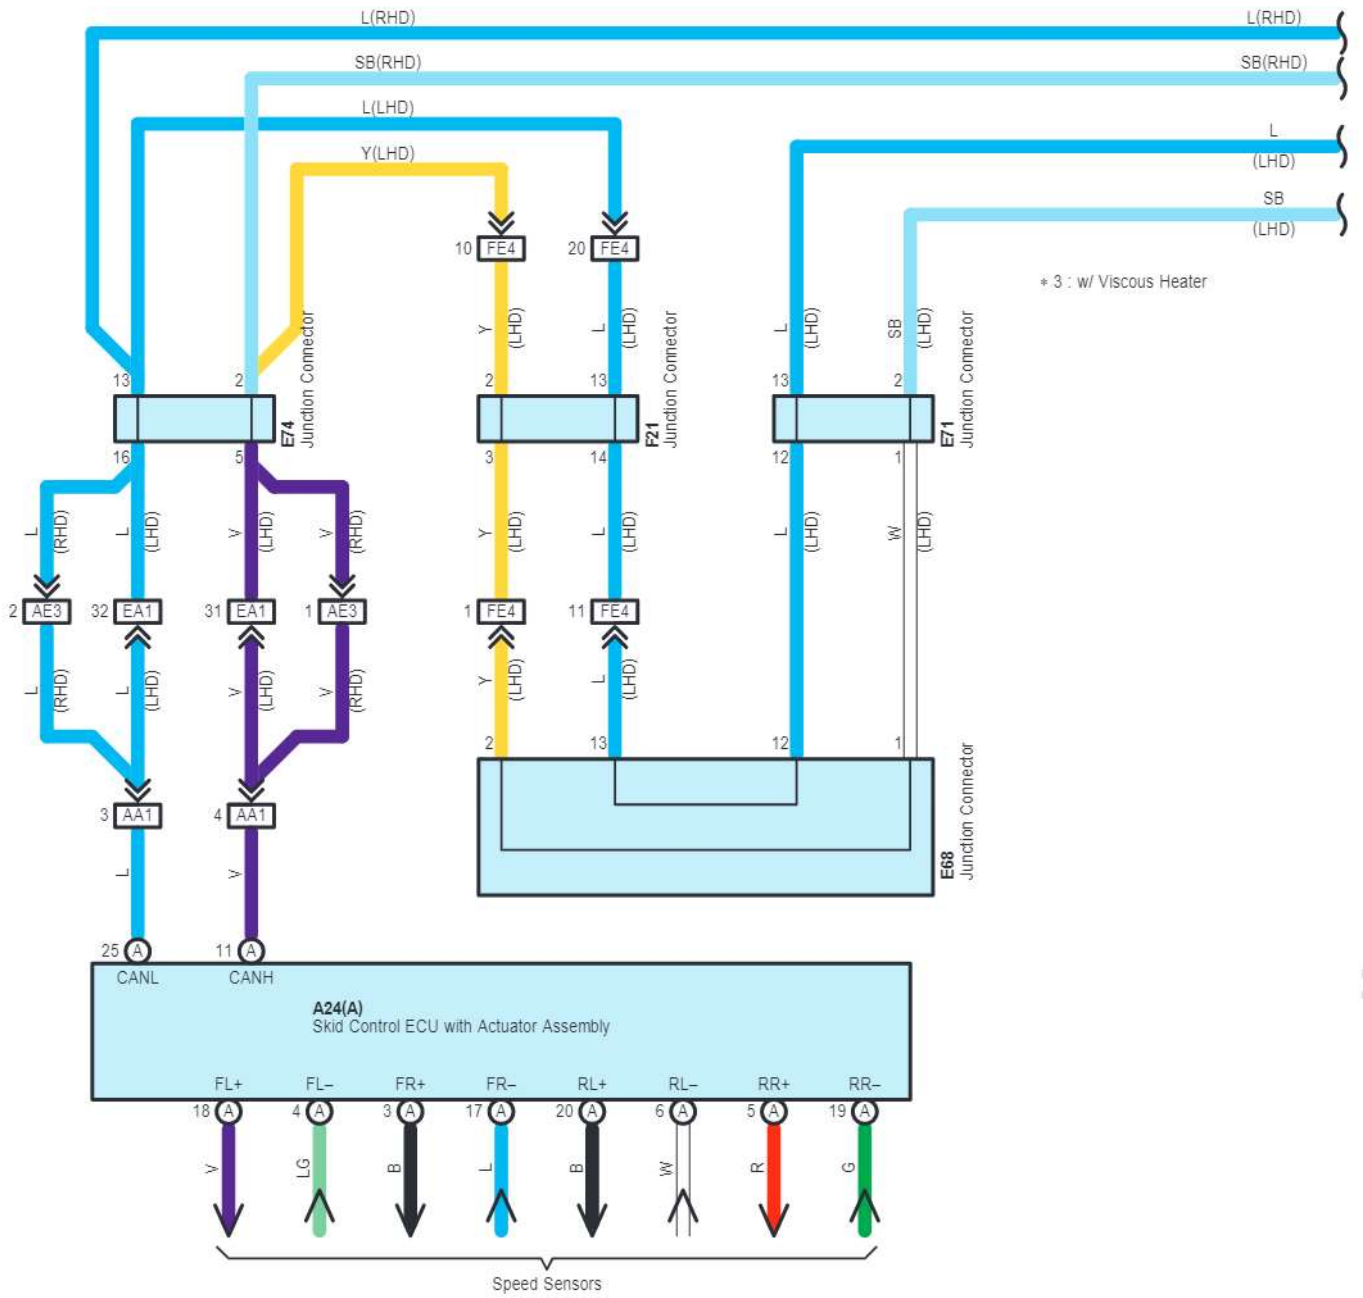 L(RHD) L(RHD)
SB(RHD) SB(RHD)
L(LHD)
L
(LHD)
Y(LHD)
SB
(LHD)
10 FE4 20 FE4
* 3 : w/ Viscous Heater
Y (LHD) L (LHD) L (LHD) SB (LHD)
13 2 2 13 13 2
E74 Junction Connector
F21 Junction Connector
E71 Junction Connector
16 5 3 14 12 1
L (RHD) L (LHD) V (LHD) V (RHD) Y (LHD) L (LHD) L (LHD) W (LHD)
2 AE3 32 EA1 31 EA1 1 AE3 1 FE4 11 FE4
L (RHD) L (LHD) V (LHD) V (RHD) Y (LHD) L (LHD)
2 13 12 1
3 AA1 4 AA1
E68 Junction Connector
L V
25 A 11 A
CANL CANH
A24(A)
Skid Control ECU with Actuator Assembly
FL+ FL– FR+ FR– RL+ RL– RR+ RR–
18 A 4 A 3 A 17 A 20 A 6 A 5 A 19 A
V LG B L B W R G
Speed Sensors